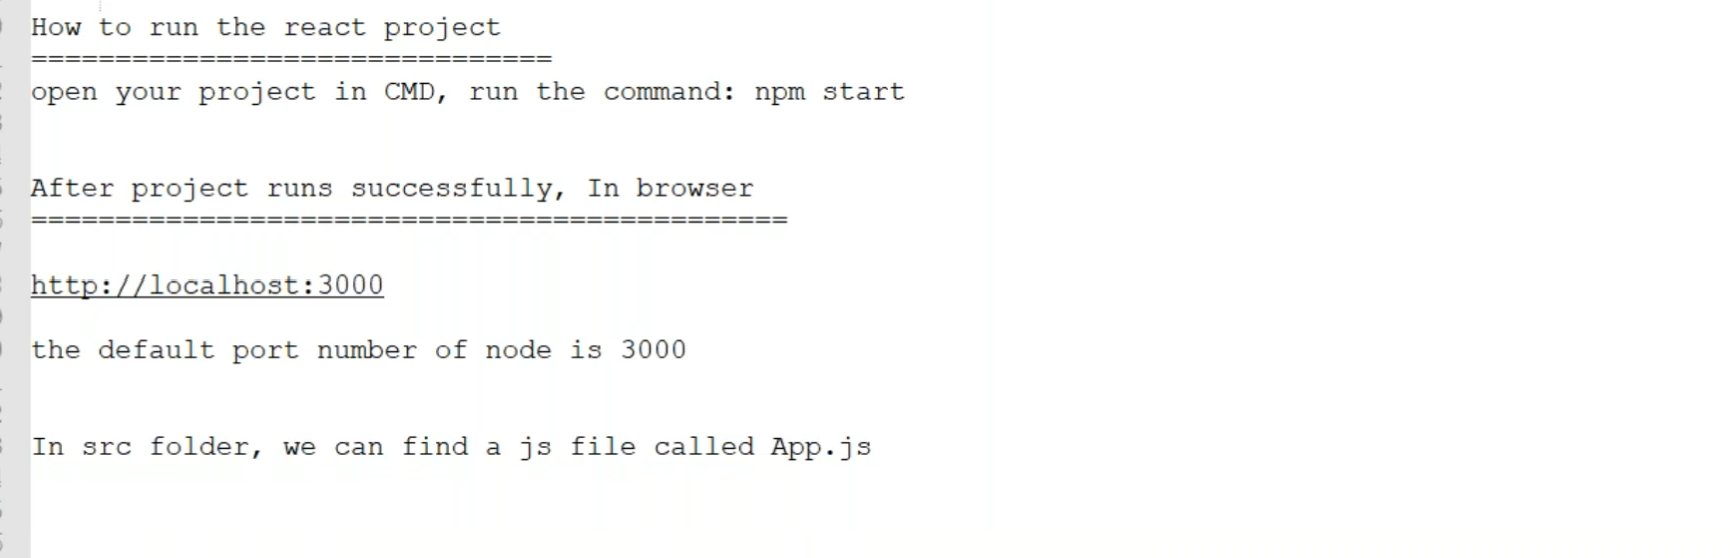 How to run the react project
===============================
open your project in CMD, run the command: npm start
After project runs successfully, In browser
=============================================
http://localhost:3000
the default port number of node is 3000
In src folder, we can find a js file called App.js